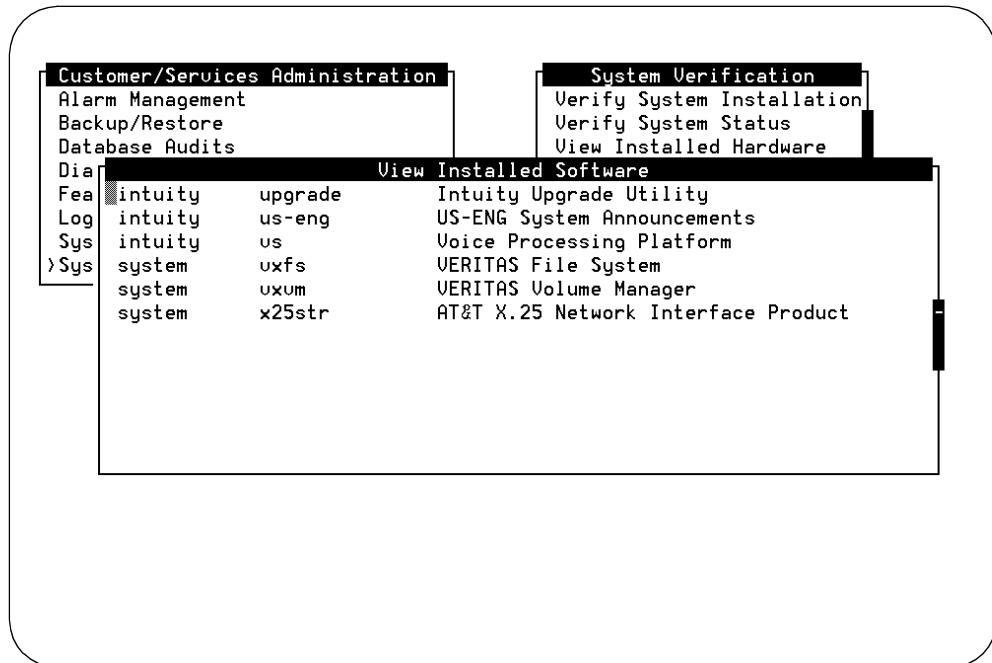 Customer/Services Administration
Alarm Management
Backup/Restore
Database Audits
Dia
Fea
Log
Sys
>Sys
System Verification
Verify System Installation
Verify System Status
View Installed Hardware
View Installed Software
intuity upgrade Intuity Upgrade Utility
intuity us-eng US-ENG System Announcements
intuity vs Voice Processing Platform
system vxfs VERITAS File System
system vxvm VERITAS Volume Manager
system x25str AT&T X.25 Network Interface Product